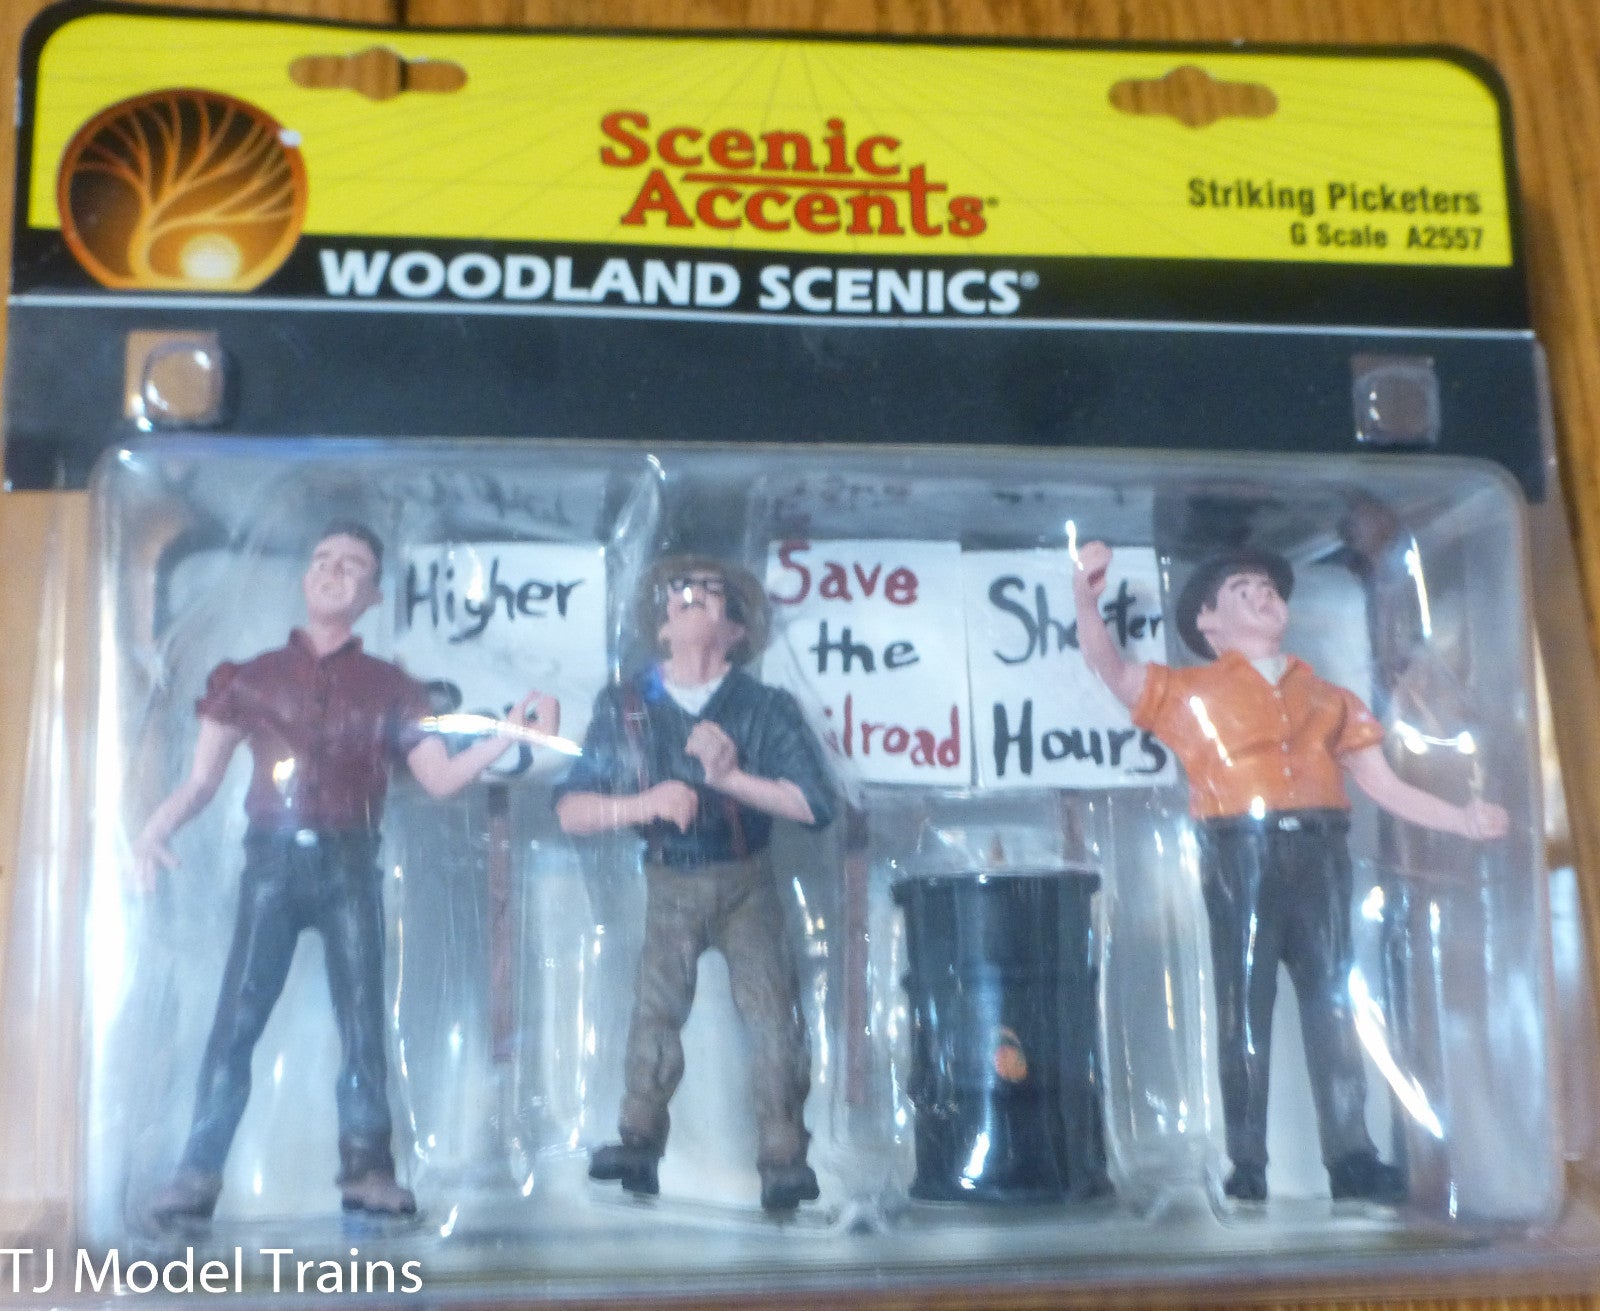 Scenic
Accents
Striking Picketers
G Scale A2557
WOODLAND SCENICS®
Higher
Save
the
Hours
TJ Model Trains